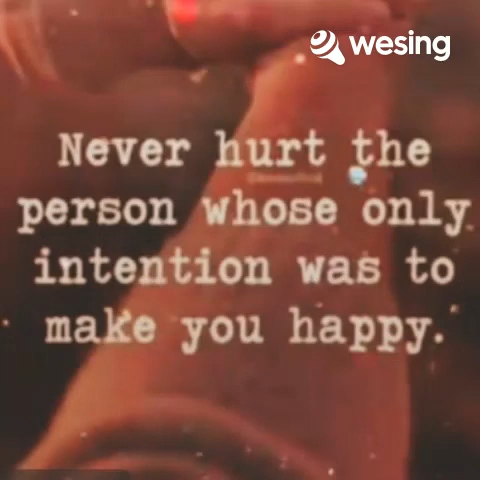 wesing
Never hurt the
person whose only
intention was to
make you happy.